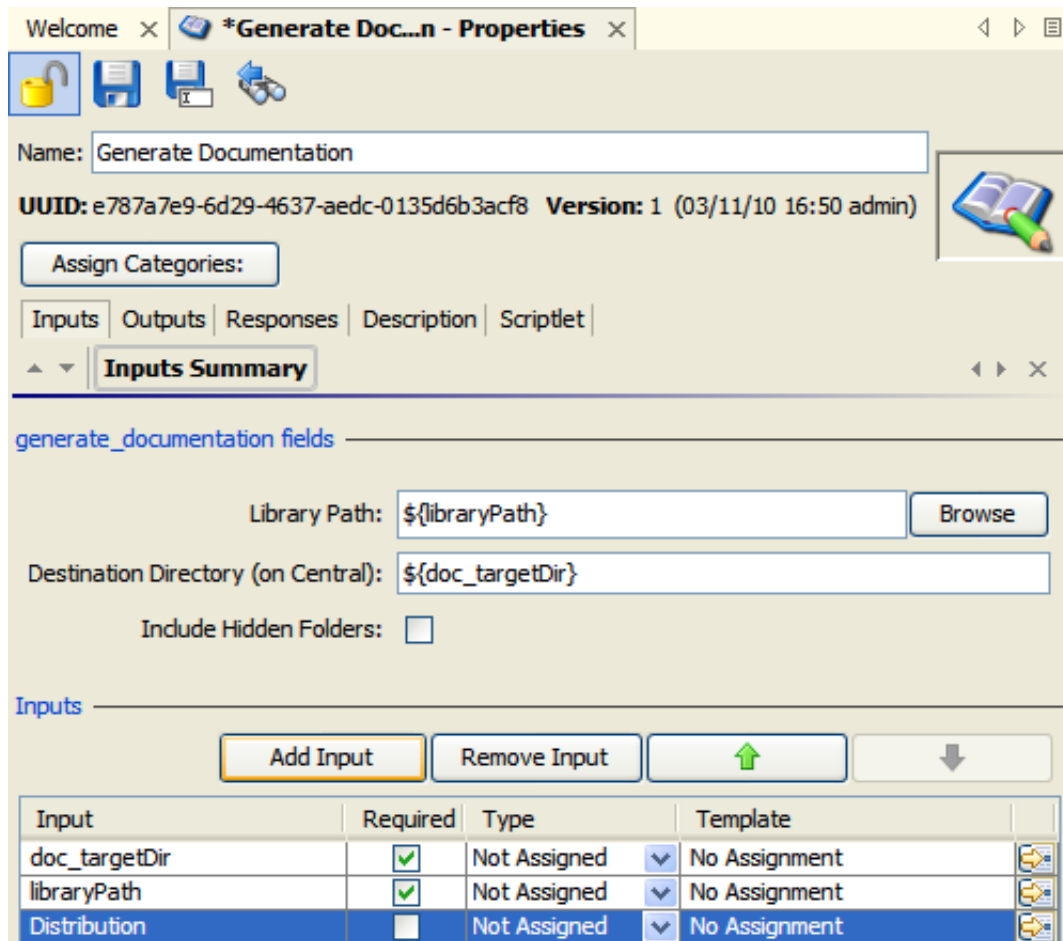 Welcome *Generate Doc...n - Properties
Name: Generate Documentation
UUID: e787a7e9-6d29-4637-aedc-0135d6b3acf8 Version: 1 (03/11/10 16:50 admin)
Assign Categories:
Inputs Outputs Responses Description Scriptlet
Inputs Summary
generate_documentation fields
Library Path: ${libraryPath} Browse
Destination Directory (on Central): ${doc_targetDir}
Include Hidden Folders:
Inputs
Add Input Remove Input
Input Required Type Template
doc_targetDir Not Assigned No Assignment
libraryPath Not Assigned No Assignment
Distribution Not Assigned No Assignment